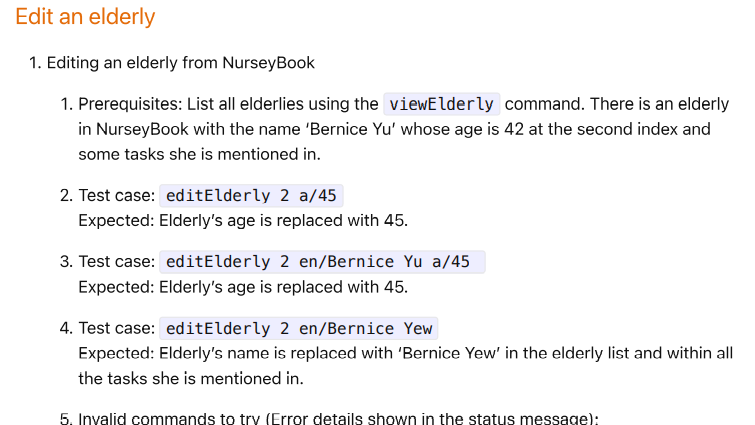 Edit an elderly
1. Editing an elderly from NurseyBook
1. Prerequisites: List all elderlies using the viewElderly command. There is an elderly
in NurseyBook with the name ‘Bernice Yu’ whose age is 42 at the second index and
some tasks she is mentioned in.
2. Test case: editElderly 2 a/45
Expected: Elderly’s age is replaced with 45.
3. Test case: editElderly 2 en/Bernice Yu a/45
Expected: Elderly’s age is replaced with 45.
4. Test case: editElderly 2 en/Bernice Yew
Expected: Elderly’s name is replaced with ‘Bernice Yew’ in the elderly list and within all
the tasks she is mentioned in.
5. Invalid commands to try (Error details shown in the status message):